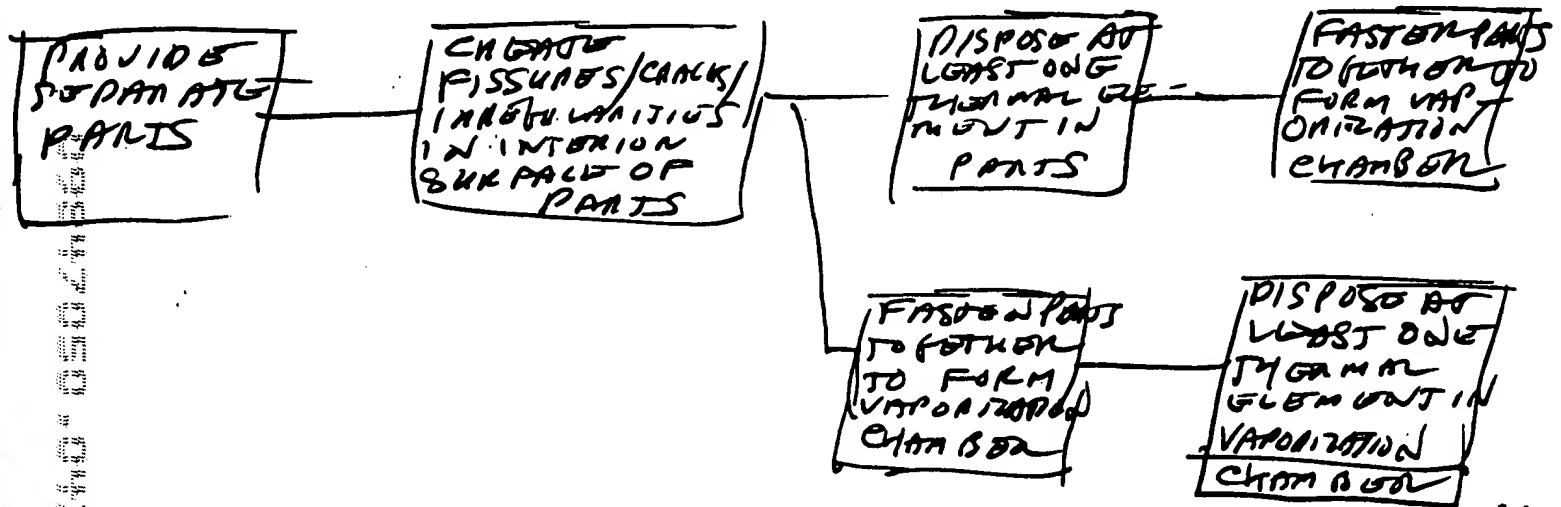 PROVIDE
SEPARATE
PARTS
CREATE
FISSURES/CRACKS/
IRREGULARITIES
IN INTERIOR
SURFACE OF
PARTS
DISPOSE AT
LEAST ONE
THERMAL ELE-
MENT IN
PARTS
FASTEN PARTS
TOGETHER TO
FORM VAP-
ORIZATION
CHAMBER
FASTEN PARTS
TOGETHER
TO FORM
VAPORIZATION
CHAMBER
DISPOSE AT
LEAST ONE
THERMAL
ELEMENT IN
VAPORIZATION
CHAMBER